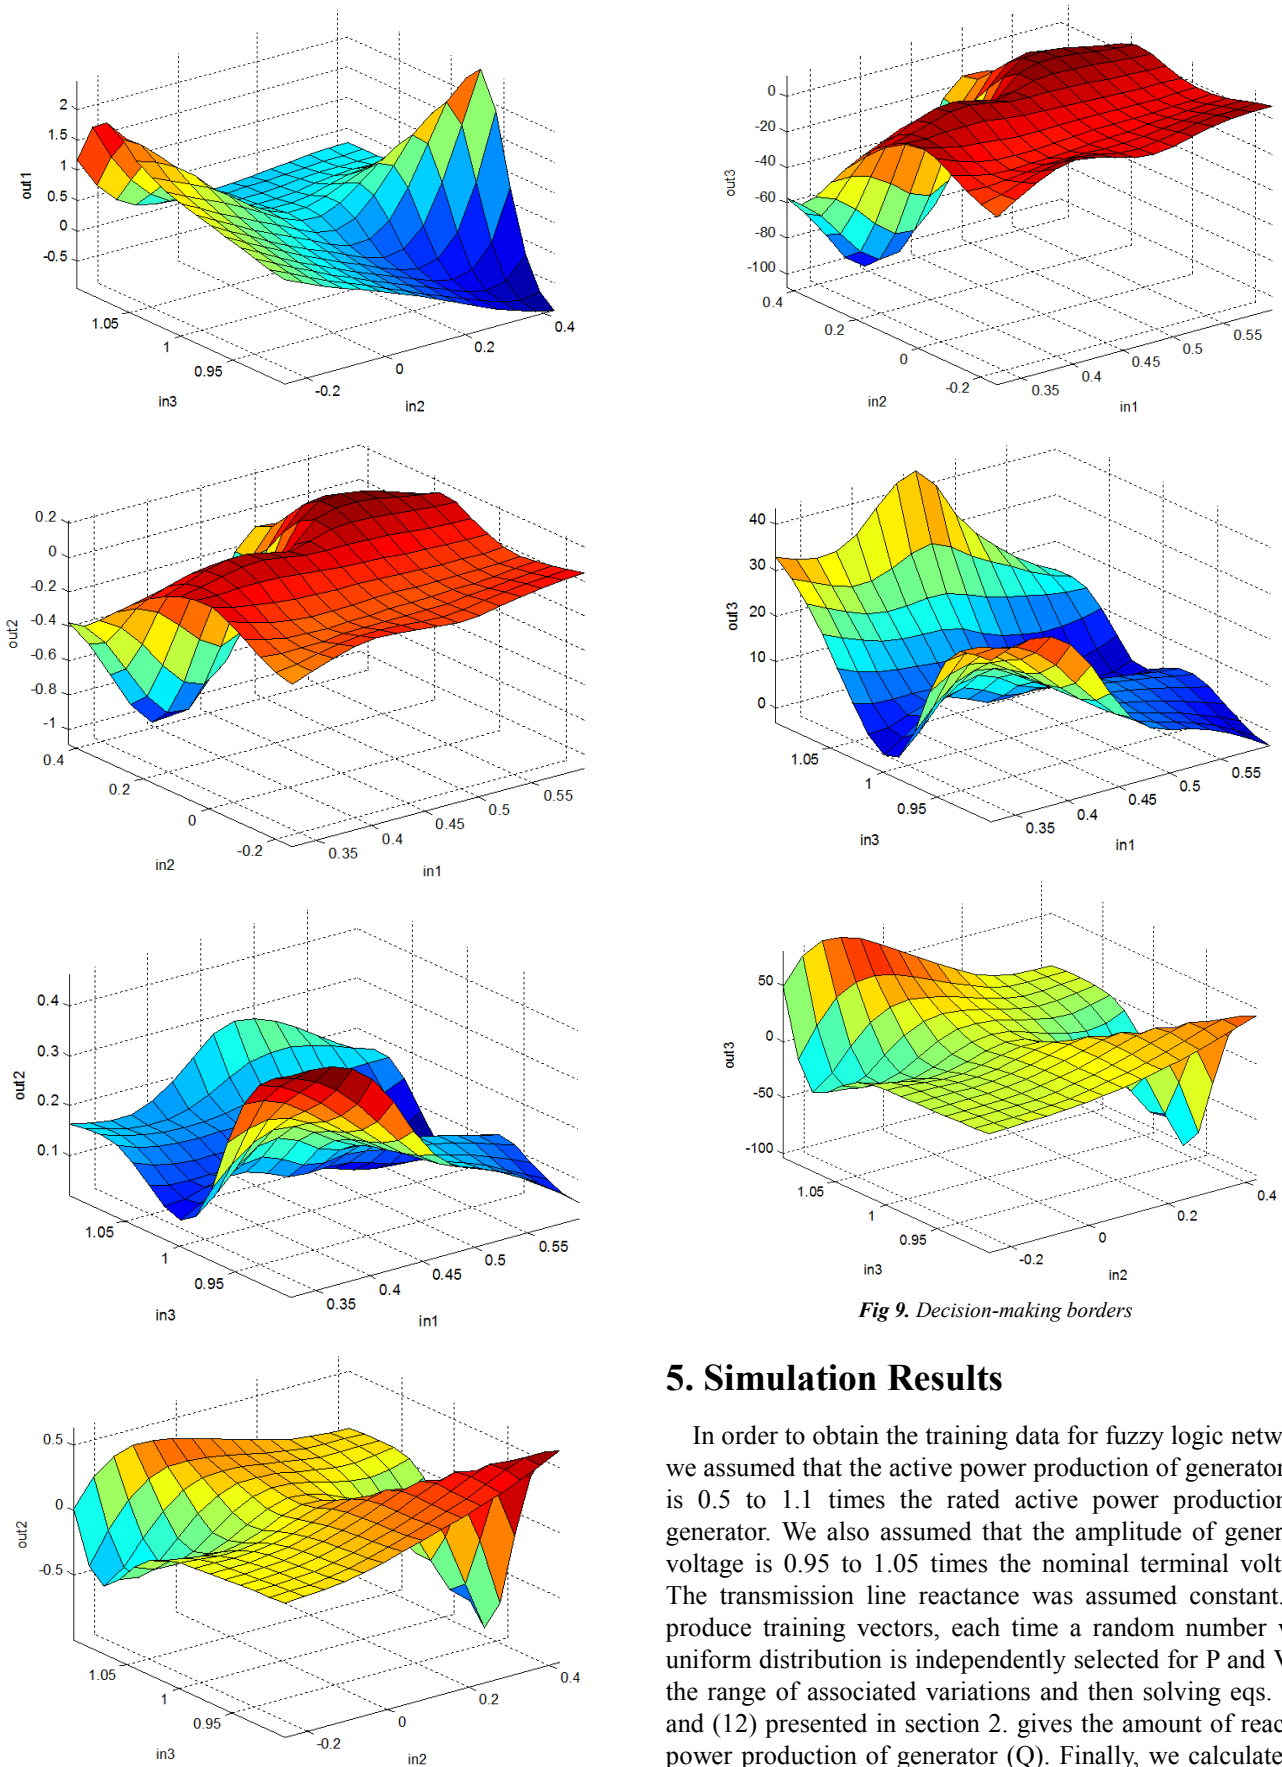 2
1.5
1
0.5
0
-0.5
out1
1.05
1
0.95
in3
-0.2
0
0.2
0.4
in2
0.2
0
-0.2
-0.4
-0.6
-0.8
-1
out2
0.4
0.2
0
-0.2
in2
0.35
0.4
0.45
0.5
0.55
in1
0.4
0.3
0.2
0.1
out2
1.05
1
0.95
in3
0.35
0.4
0.45
0.5
0.55
in1
0.5
0
-0.5
out2
1.05
1
0.95
in3
-0.2
0
0.2
0.4
in2
0
-20
-40
-60
-80
-100
out3
0.4
0.2
0
-0.2
in2
0.35
0.4
0.45
0.5
0.55
in1
40
30
20
10
0
out3
1.05
1
0.95
in3
0.35
0.4
0.45
0.5
0.55
in1
50
0
-50
-100
out3
1.05
1
0.95
in3
-0.2
0
0.2
0.4
in2
Fig 9. Decision-making borders
5. Simulation Results
In order to obtain the training data for fuzzy logic netw
we assumed that the active power production of generator
is 0.5 to 1.1 times the rated active power production
generator. We also assumed that the amplitude of gener
voltage is 0.95 to 1.05 times the nominal terminal volt
The transmission line reactance was assumed constant.
produce training vectors, each time a random number
uniform distribution is independently selected for P and V
the range of associated variations and then solving eqs.
and (12) presented in section 2. gives the amount of reac
power production of generator (Q). Finally, we calculate